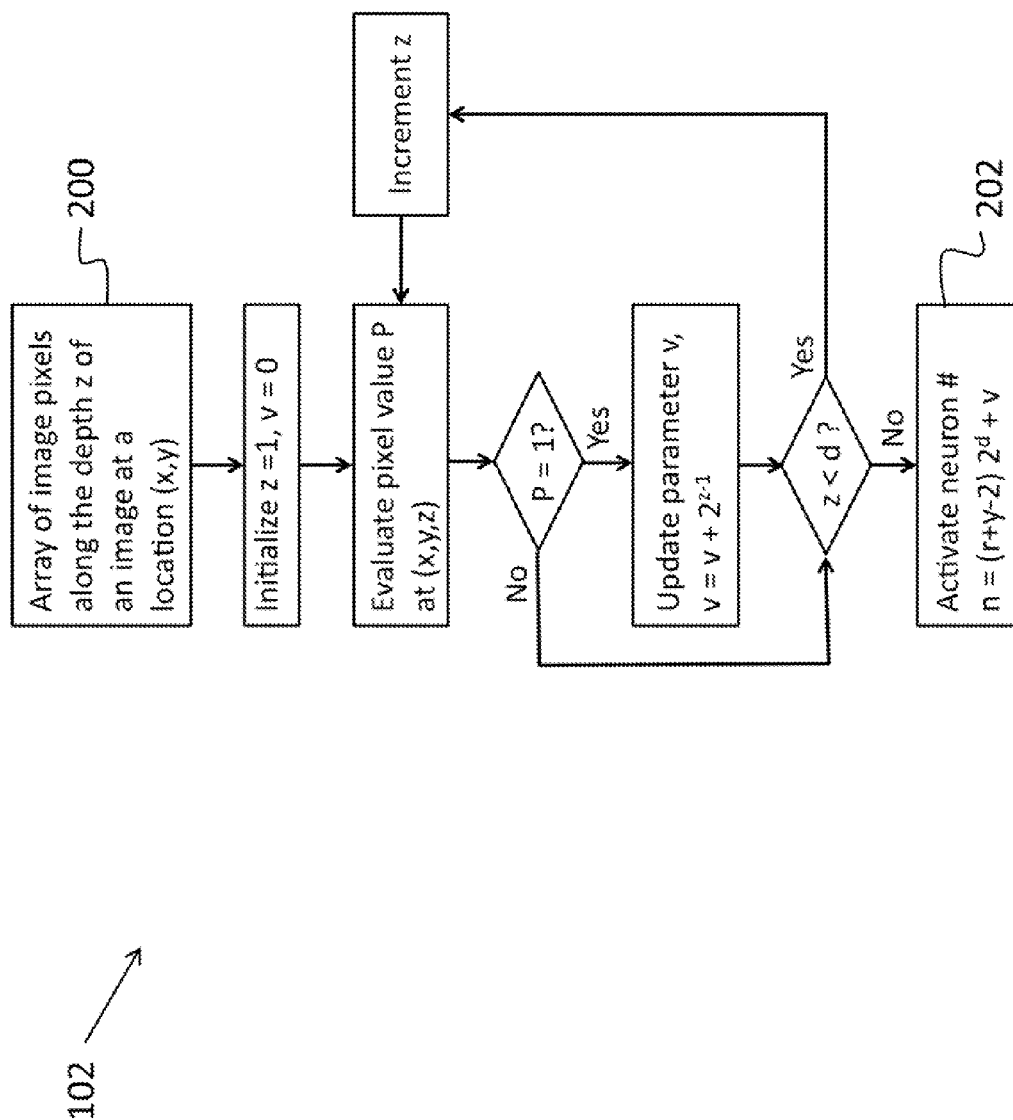 102
Array of image pixels
along the depth z of
an image at a
location (x,y)
200
Initialize z =1, v = 0
Evaluate pixel value P
at (x,y,z)
Increment z
P = 1?
No
Yes
Update parameter v,
v = v + 2^{z-1}
z < d ?
Yes
No
Activate neuron #
n = (r+y-2) 2^d + v
202